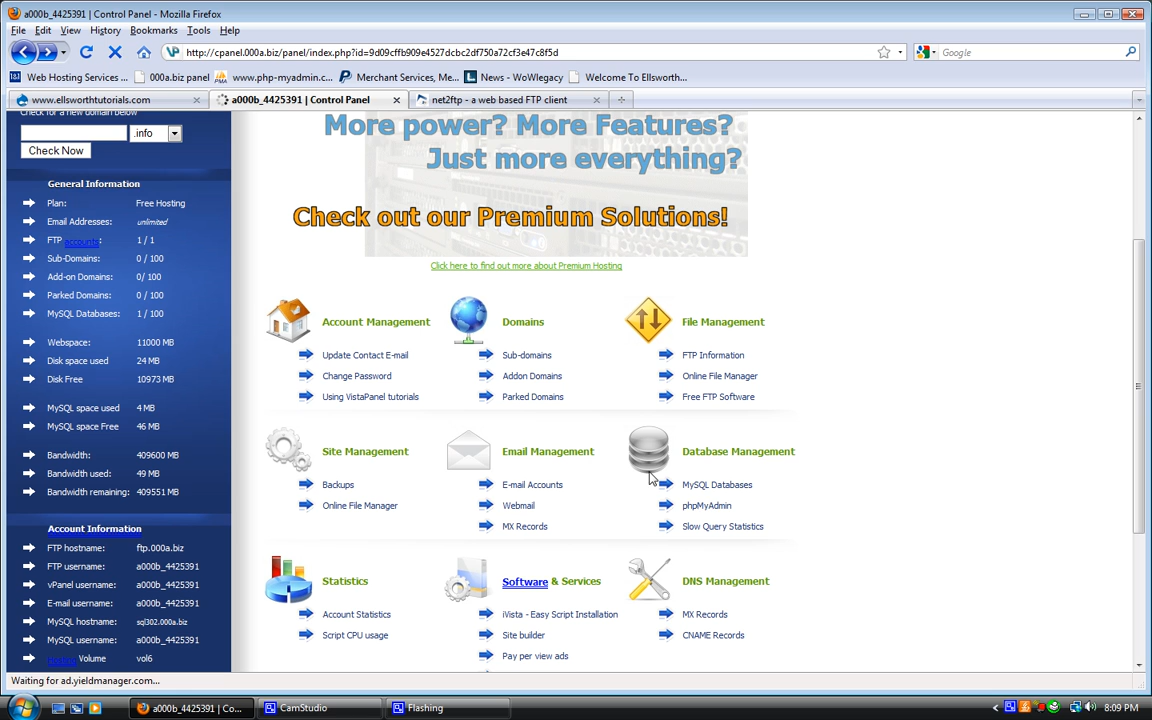 a000b_4425391 | Control Panel - Mozilla Firefox
File Edit View History Bookmarks Tools Help
http://cpanel.000a.biz/panel/index.php?id=9d09cffb909e4527dcbc2df750a72cf3e47c8f5d
Google
Web Hosting Services ... 000a.biz panel www.php-myadmin.c... Merchant Services, Me... News - WoWlegacy Welcome To Ellsworth...
www.ellsworthtutorials.com a000b_4425391 | Control Panel net2ftp - a web based FTP client
Check for a new domain below
.info
Check Now
General Information
Plan: Free Hosting
Email Addresses: unlimited
FTP accounts: 1 / 1
Sub-Domains: 0 / 100
Add-on Domains: 0/ 100
Parked Domains: 0 / 100
MySQL Databases: 1 / 100
Webspace: 11000 MB
Disk space used 24 MB
Disk Free 10973 MB
MySQL space used 4 MB
MySQL space Free 46 MB
Bandwidth: 409600 MB
Bandwidth used: 49 MB
Bandwidth remaining: 409551 MB
Account Information
FTP hostname: ftp.000a.biz
FTP username: a000b_4425391
vPanel username: a000b_4425391
E-mail username: a000b_4425391
MySQL hostname: sql302.000a.biz
MySQL username: a000b_4425391
hosting Volume vol6
More power? More Features?
Just more everything?
Check out our Premium Solutions!
Click here to find out more about Premium Hosting
Account Management
Update Contact E-mail
Change Password
Using VistaPanel tutorials
Domains
Sub-domains
Addon Domains
Parked Domains
File Management
FTP Information
Online File Manager
Free FTP Software
Site Management
Backups
Online File Manager
Email Management
E-mail Accounts
Webmail
MX Records
Database Management
MySQL Databases
phpMyAdmin
Slow Query Statistics
Statistics
Account Statistics
Script CPU usage
Software & Services
iVista - Easy Script Installation
Site builder
Pay per view ads
DNS Management
MX Records
CNAME Records
Waiting for ad.yieldmanager.com...
a000b_4425391 | Co... CamStudio Flashing 8:09 PM